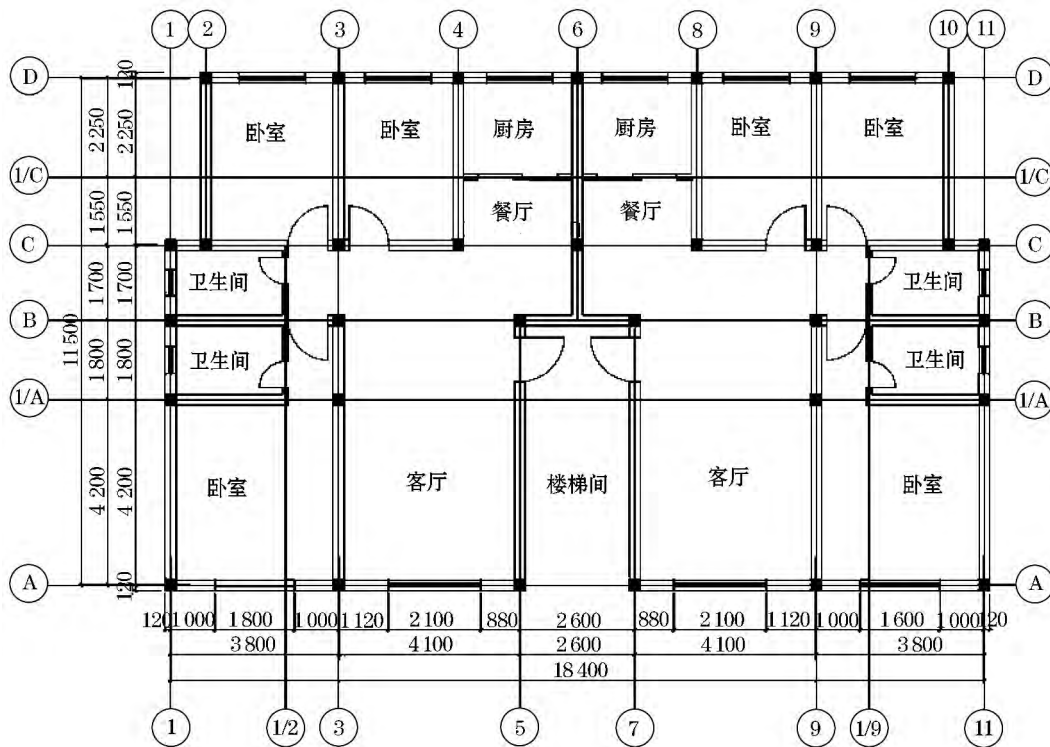 1 2 3 4 6 8 9 10 11
D D
120
2250 2250
卧室 卧室 厨房 厨房 卧室 卧室
1/C 1/C
1550 1550
餐厅 餐厅
C C
1700 1700
卫生间 卫生间
B B
11500
1800 1800
卫生间 卫生间
1/A 1/A
4200 4200
卧室 客厅 楼梯间 客厅 卧室
A A
120
120 1000 1800 1000 1120 2100 880 2600 880 2100 1120 1000 1600 1000 120
3800 4100 2600 4100 3800
18400
1 1/2 3 5 7 9 1/9 11